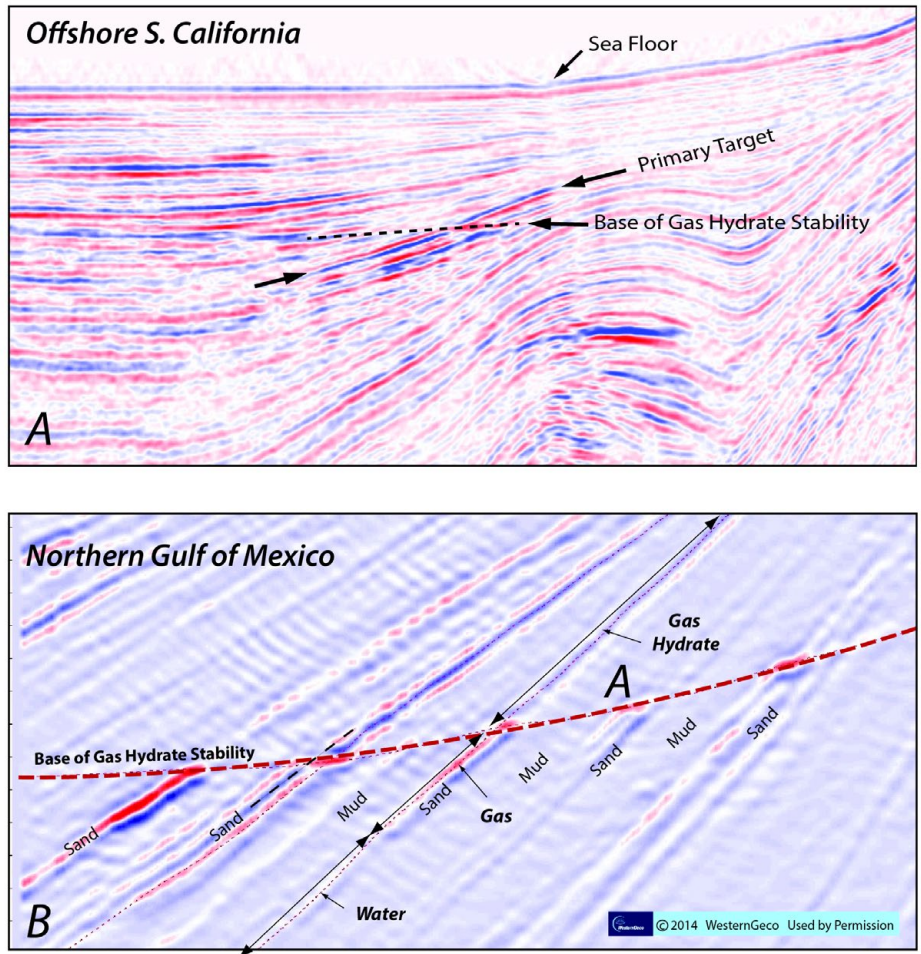 Offshore S. California
Sea Floor
Primary Target
Base of Gas Hydrate Stability
A
Northern Gulf of Mexico
Gas
Hydrate
A
Base of Gas Hydrate Stability
Sand
Sand
Mud
Sand
Gas
Mud
Sand
Mud
Sand
Water
B
WesternGeco
© 2014 WesternGeco Used by Permission